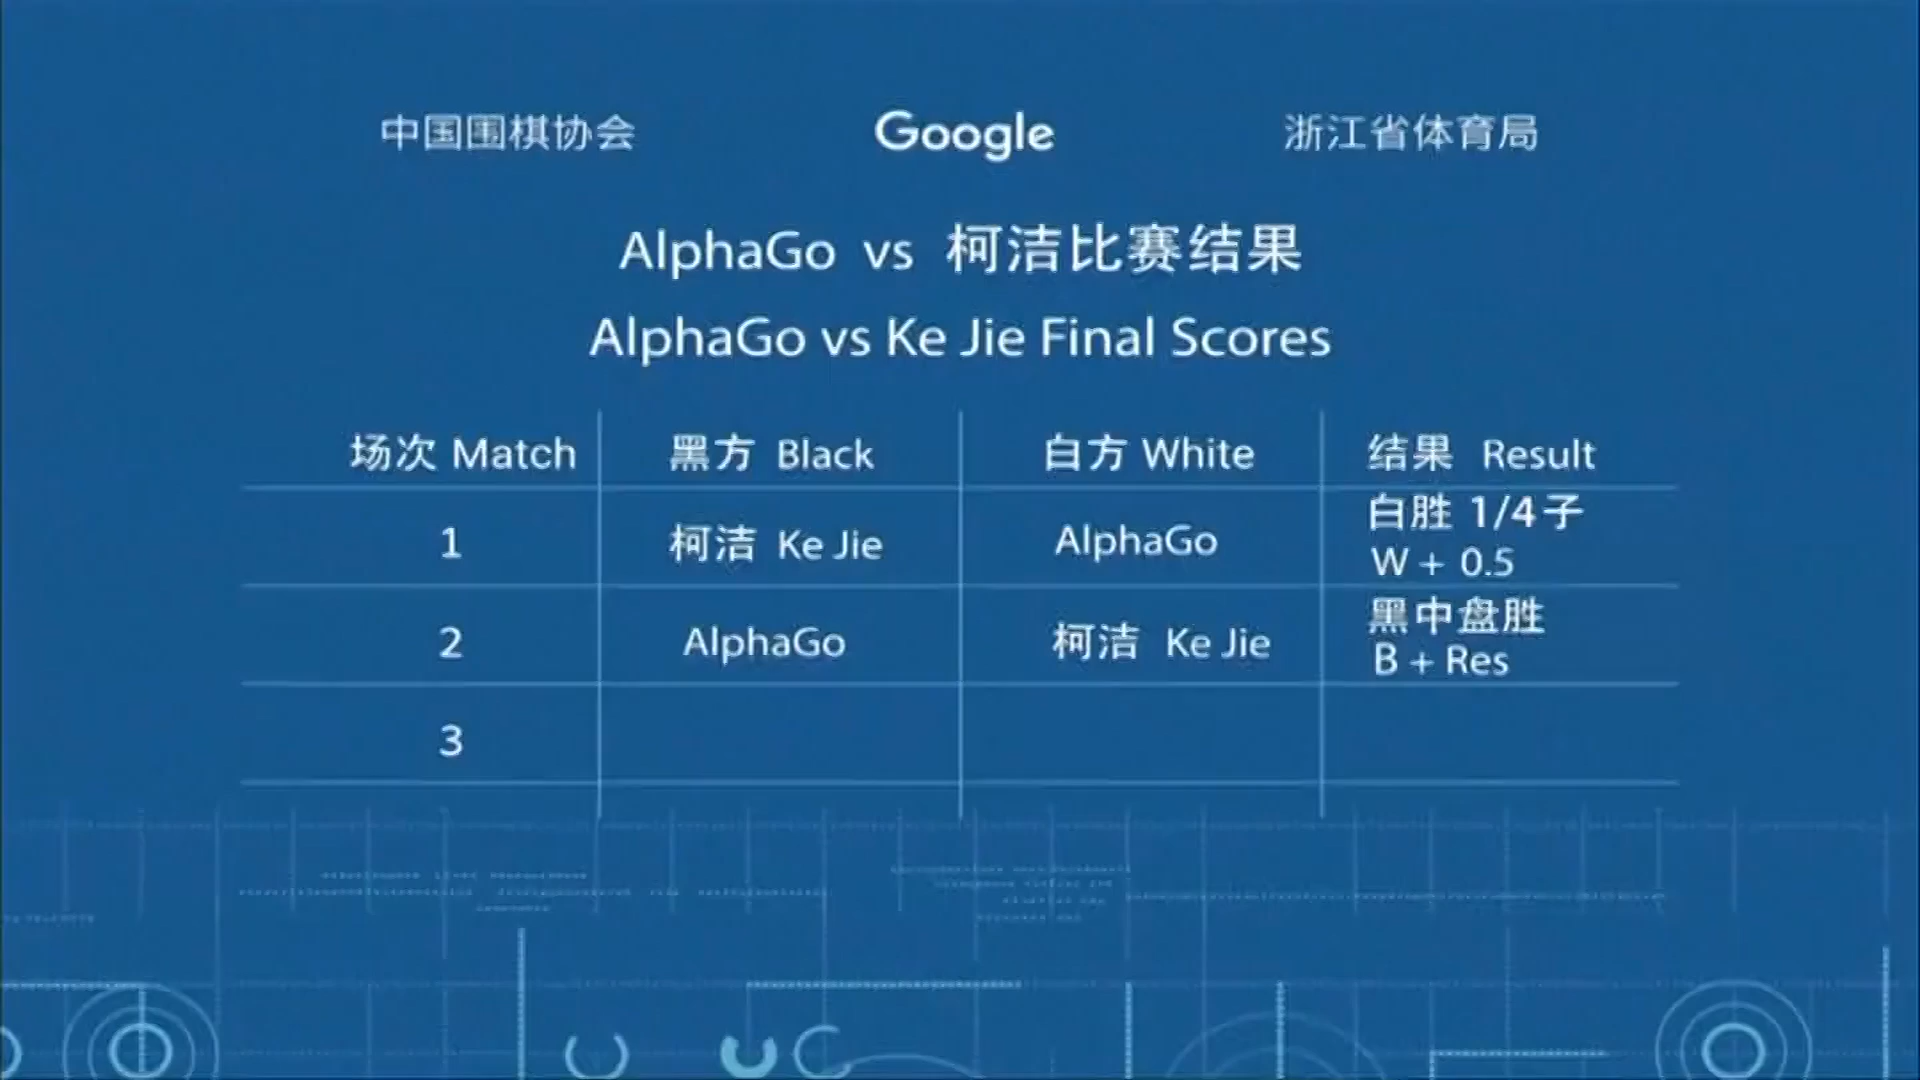 中国围棋协会 Google 浙江省体育局
AlphaGo vs 柯洁比赛结果
AlphaGo vs Ke Jie Final Scores
场次 Match 黑方 Black 白方 White 结果 Result
1 柯洁 Ke Jie AlphaGo 白胜 1/4子
W + 0.5
2 AlphaGo 柯洁 Ke Jie 黑中盘胜
B + Res
3